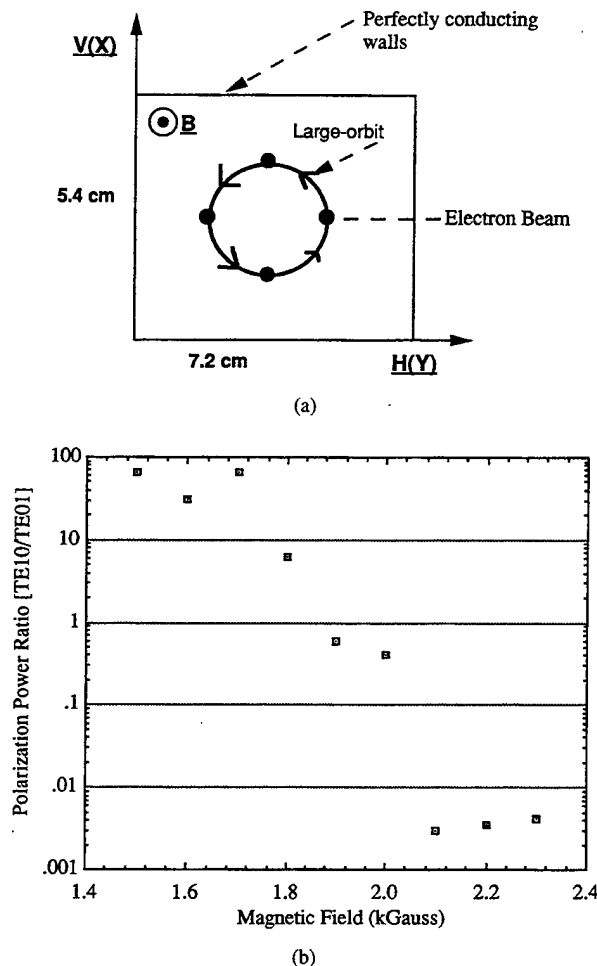 Perfectly conducting
walls
V(X)
B
Large-orbit
5.4 cm
Electron Beam
7.2 cm
H(Y)
(a)
Polarization Power Ratio [TE10/TE01]
100
10
1
.1
.01
.001
1.4 1.6 1.8 2.0 2.2 2.4
Magnetic Field (kGauss)
(b)